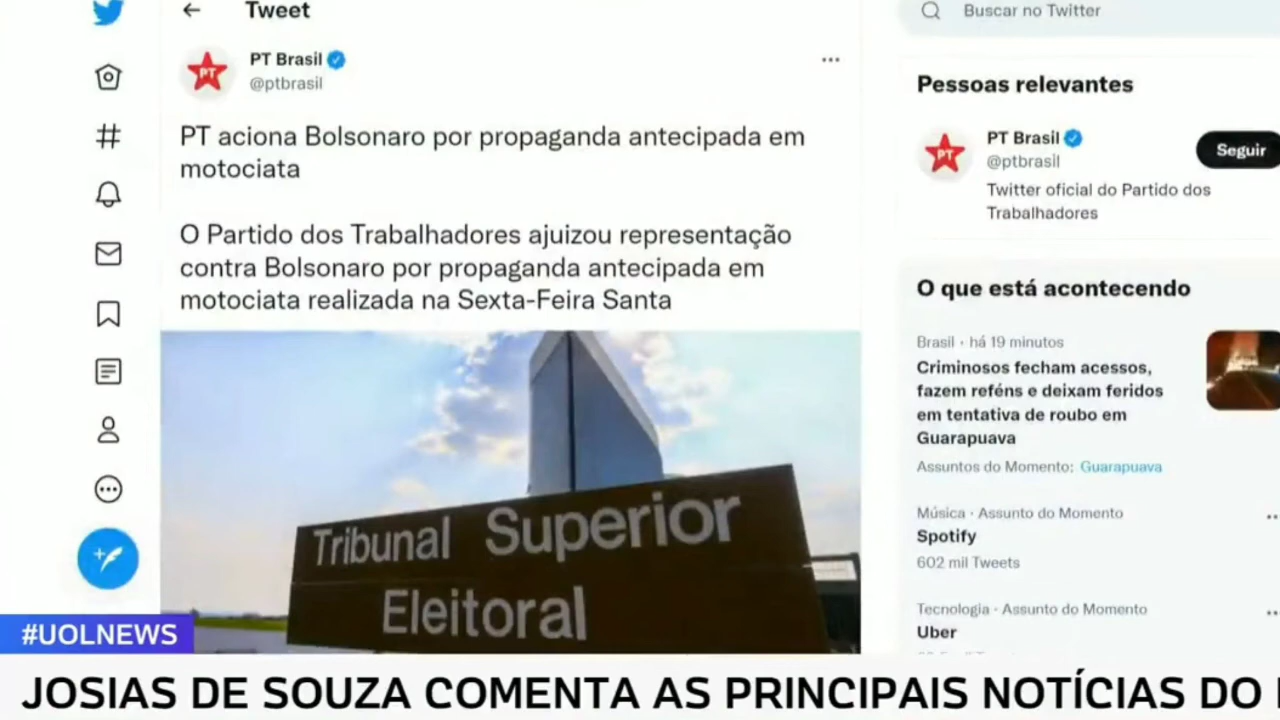 Tweet
Buscar no Twitter
PT Brasil
@ptbrasil
PT
PT aciona Bolsonaro por propaganda antecipada em
motociata
O Partido dos Trabalhadores ajuizou representação
contra Bolsonaro por propaganda antecipada em
motociata realizada na Sexta-Feira Santa
Tribunal Superior
Eleitoral
Pessoas relevantes
PT
PT Brasil
@ptbrasil
Seguir
Twitter oficial do Partido dos
Trabalhadores
O que está acontecendo
Brasil · há 19 minutos
Criminosos fecham acessos,
fazem reféns e deixam feridos
em tentativa de roubo em
Guarapuava
Assuntos do Momento: Guarapuava
Música · Assunto do Momento
Spotify
602 mil Tweets
Tecnologia · Assunto do Momento
Uber
#UOLNEWS
JOSIAS DE SOUZA COMENTA AS PRINCIPAIS NOTÍCIAS DO